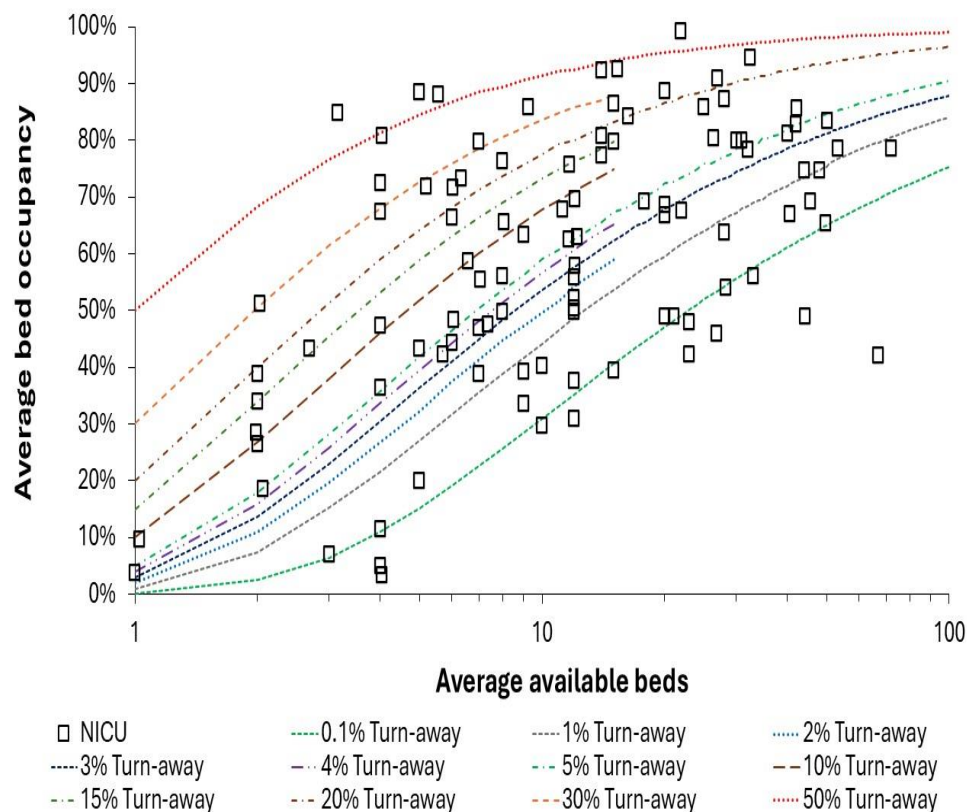 100%
90%
80%
70%
60%
50%
40%
30%
20%
10%
0%
Average bed occupancy
1 10 100
Average available beds
NICU 0.1% Turn-away 1% Turn-away 2% Turn-away
3% Turn-away 4% Turn-away 5% Turn-away 10% Turn-away
15% Turn-away 20% Turn-away 30% Turn-away 50% Turn-away